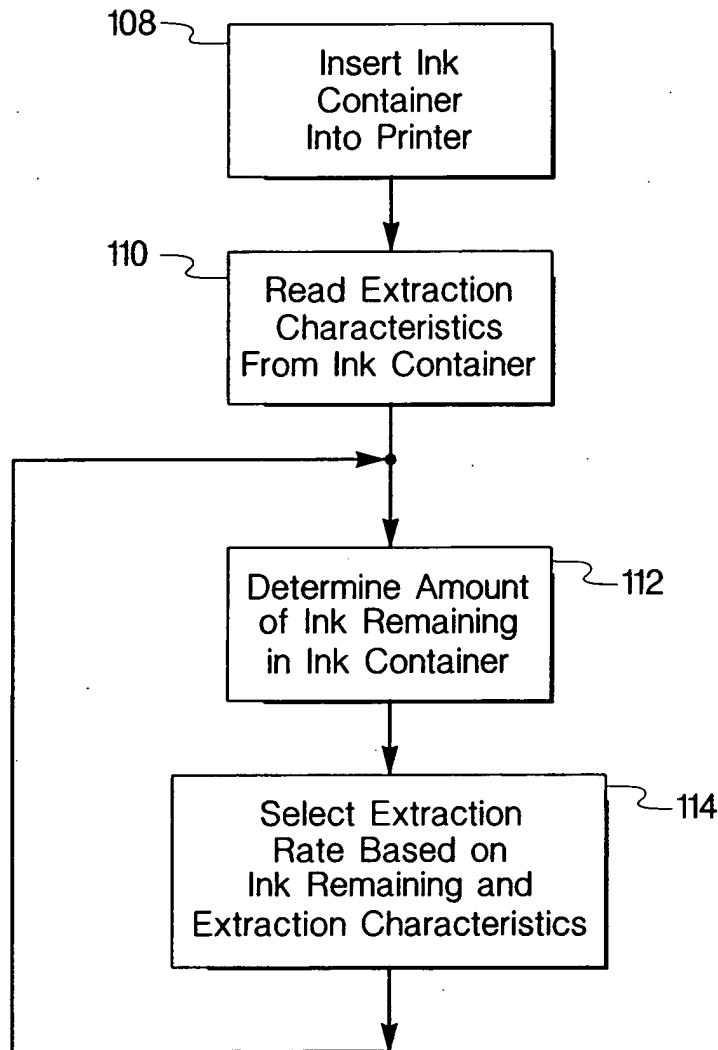 108
Insert Ink
Container
Into Printer
110
Read Extraction
Characteristics
From Ink Container
Determine Amount
of Ink Remaining
in Ink Container
112
Select Extraction
Rate Based on
Ink Remaining and
Extraction Characteristics
114